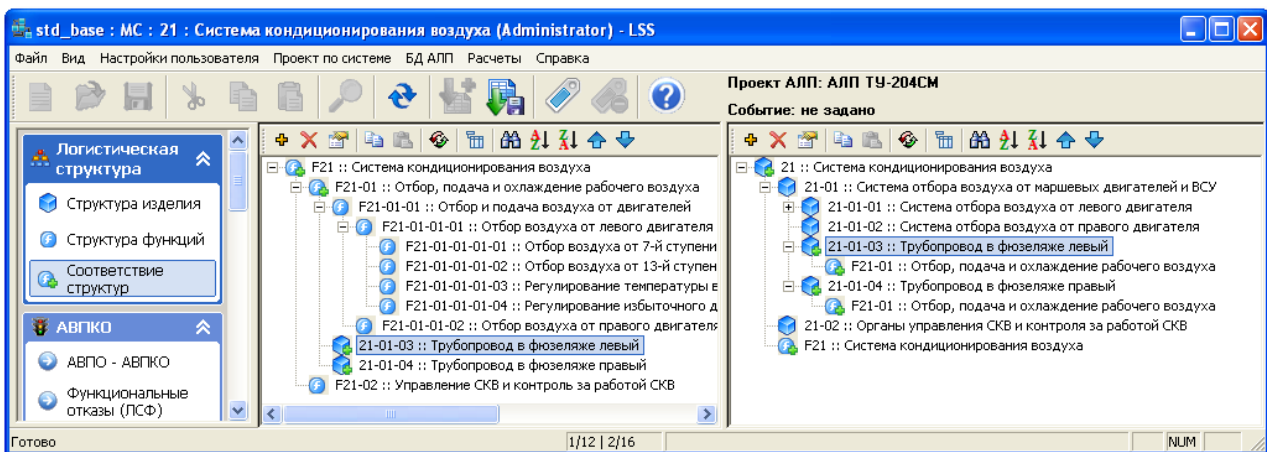 std_base : МС : 21 : Система кондиционирования воздуха (Administrator) - LSS
Файл Вид Настройки пользователя Проект по системе БД АЛП Расчеты Справка
Проект АЛП: АЛП ТУ-204СМ
Событие: не задано
Логистическая
структура
Структура изделия
Структура функций
Соответствие
структур
АВПКО
АВПО - АВПКО
Функциональные
отказы (ЛСФ)
F21 :: Система кондиционирования воздуха
F21-01 :: Отбор, подача и охлаждение рабочего воздуха
F21-01-01 :: Отбор и подача воздуха от двигателей
F21-01-01-01 :: Отбор воздуха от левого двигателя
F21-01-01-01-01 :: Отбор воздуха от 7-й ступени
F21-01-01-01-02 :: Отбор воздуха от 13-й ступен
F21-01-01-01-03 :: Регулирование температуры в
F21-01-01-01-04 :: Регулирование избыточного д
F21-01-01-02 :: Отбор воздуха от правого двигателя
21-01-03 :: Трубопровод в фюзеляже левый
21-01-04 :: Трубопровод в фюзеляже правый
F21-02 :: Управление СКВ и контроль за работой СКВ
21 :: Система кондиционирования воздуха
21-01 :: Система отбора воздуха от маршевых двигателей и ВСУ
21-01-01 :: Система отбора воздуха от левого двигателя
21-01-02 :: Система отбора воздуха от правого двигателя
21-01-03 :: Трубопровод в фюзеляже левый
F21-01 :: Отбор, подача и охлаждение рабочего воздуха
21-01-04 :: Трубопровод в фюзеляже правый
F21-01 :: Отбор, подача и охлаждение рабочего воздуха
21-02 :: Органы управления СКВ и контроля за работой СКВ
F21 :: Система кондиционирования воздуха
Готово
1/12 | 2/16
NUM